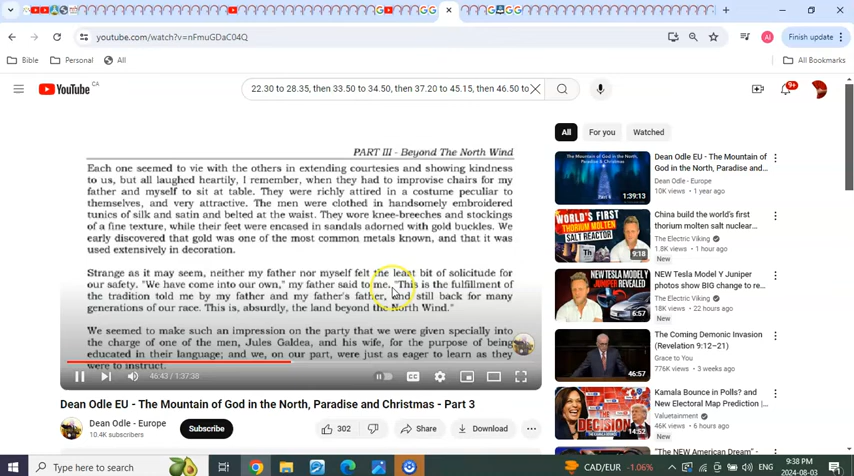 Finish update
youtube.com/watch?v=nFmuGDaC04Q
Bible
Personal
All
All Bookmarks
YouTube CA
22.30 to 28.35, then 33.50 to 34.50, then 37.20 to 45.15, then 46.50 to
9+
PART III - Beyond The North Wind
Each one seemed to vie with the others in extending courtesies and showing kindness
to us, but all laughed heartily, I remember, when they had to improvise chairs for my
father and myself to sit at table. They were richly attired in a costume peculiar to
themselves, and very attractive. The men were clothed in handsomely embroidered
tunics of silk and satin and belted at the waist. They wore knee-breeches and stockings
of a fine texture, while their feet were encased in sandals adorned with gold buckles. We
early discovered that gold was one of the most common metals known, and that it was
used extensively in decoration.
Strange as it may seem, neither my father nor myself felt the least bit of solicitude for
our safety. "We have come into our own," my father said to me. "This is the fulfillment of
the tradition told me by my father and my father's father, and still back for many
generations of our race. This is, absurdly, the land beyond the North Wind."
We seemed to make such an impression on the party that we were given specially into
the charge of one of the men, Jules Galdea, and his wife, for the purpose of being
educated in their language; and we, on our part, were just as eager to learn as they
were to instruct.
46:43 / 1:37:38
Dean Odle EU - The Mountain of God in the North, Paradise and Christmas - Part 3
Dean Odle - Europe
10.4K subscribers
Subscribe
302
Share
Download
All
For you
Watched
Dean Odle EU - The Mountain of God in the North, Paradise and...
Dean Odle - Europe
10K views • 1 year ago
1:39:13
China build the world's first thorium molten salt reactor...
The Electric Viking
1.8K views • 1 hour ago
New
9:18
NEW Tesla Model Y Juniper photos show BIG change to re...
The Electric Viking
18K views • 22 hours ago
New
6:57
The Coming Demonic Invasion (Revelation 9:12–21)
Grace to You
776K views • 3 weeks ago
46:57
Kamala Bounce in Polls? and New Electoral Map Prediction |...
Valuetainment
46K views • 6 hours ago
New
14:52
"The NEW American Dream" -
Type here to search
CAD/EUR -1.06%
ENG
9:38 PM
2024-08-03